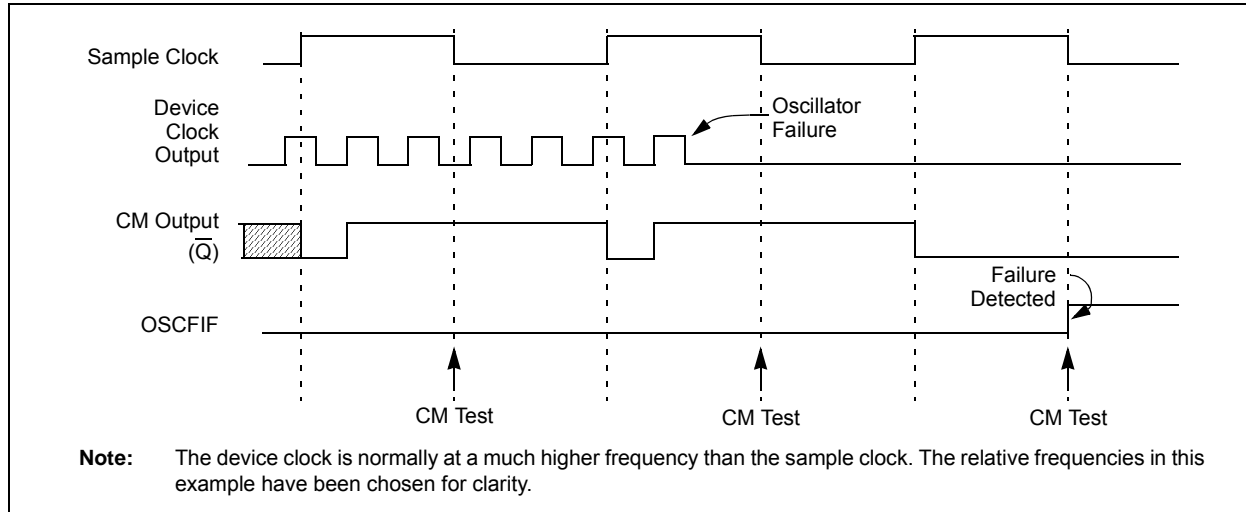 Sample Clock
Device
Clock
Output
Oscillator
Failure
CM Output
(Q̅)
Failure
Detected
OSCFIF
CM Test
CM Test
CM Test
Note: The device clock is normally at a much higher frequency than the sample clock. The relative frequencies in this
example have been chosen for clarity.